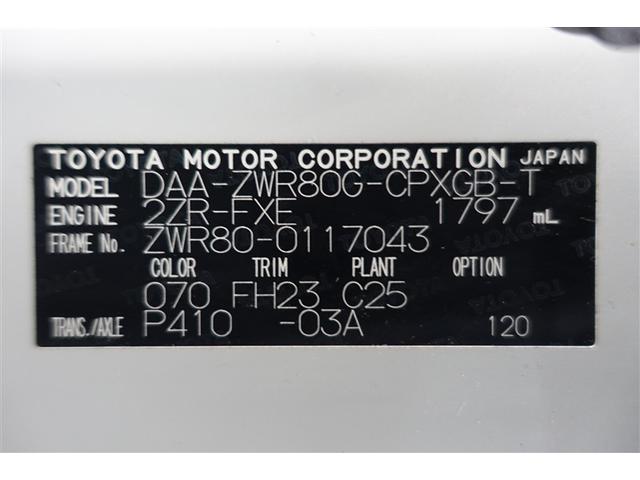 TOYOTA MOTOR CORPORATION JAPAN
MODEL DAA-ZWR80G-CPXGB-T
ENGINE 2ZR-FXE 1797 mL
FRAME No. ZWR80-0117043
COLOR TRIM PLANT OPTION
070 FH23 C25
TRANS./AXLE P410 -03A 120